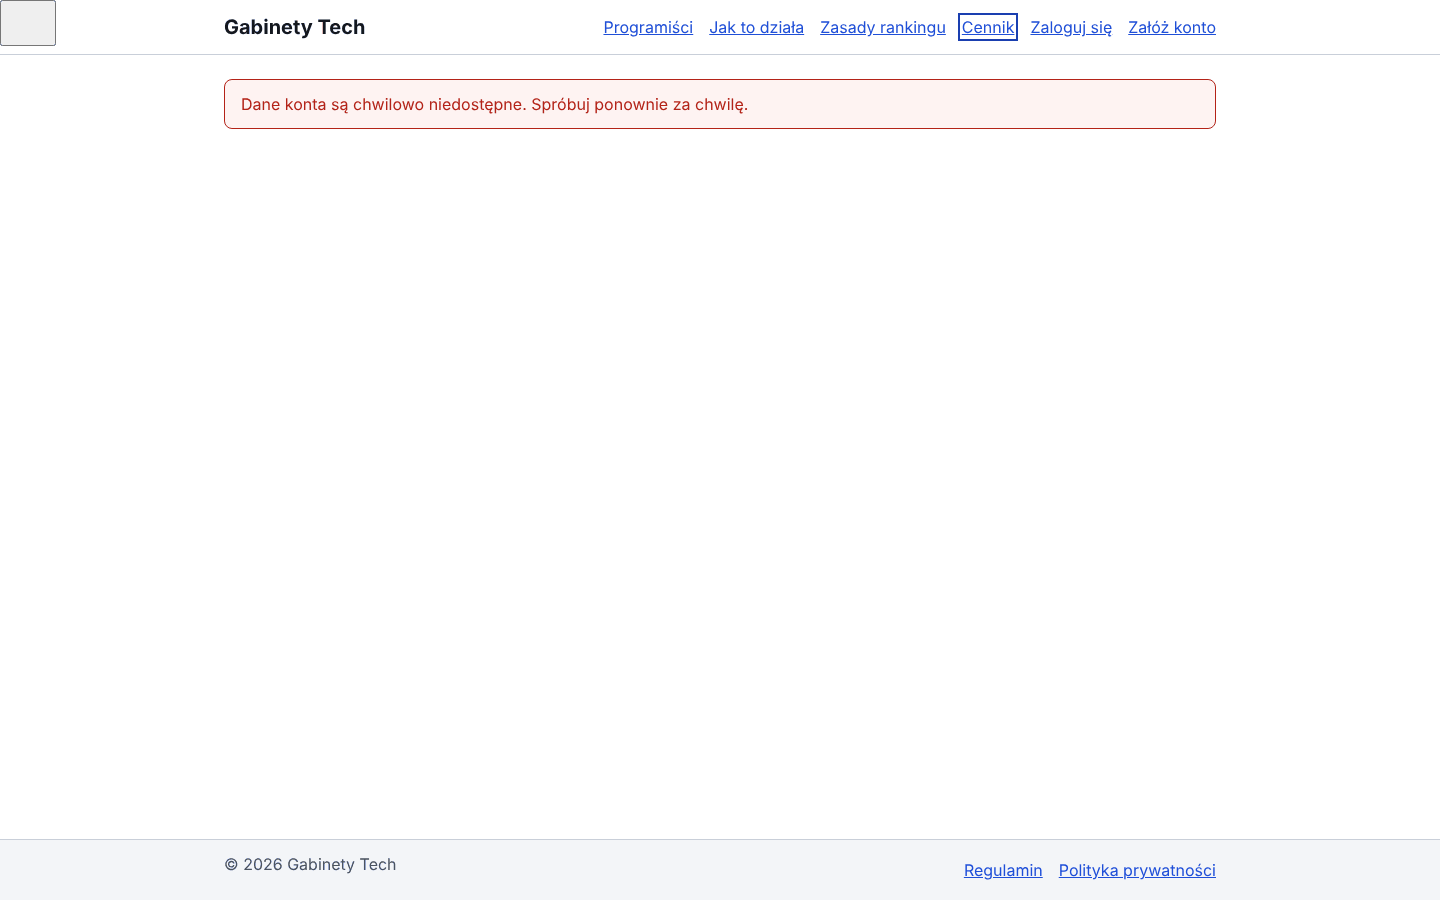 Gabinety Tech
Programiści Jak to działa Zasady rankingu Cennik Zaloguj się Załóż konto
Dane konta są chwilowo niedostępne. Spróbuj ponownie za chwilę.
© 2026 Gabinety Tech
Regulamin Polityka prywatności